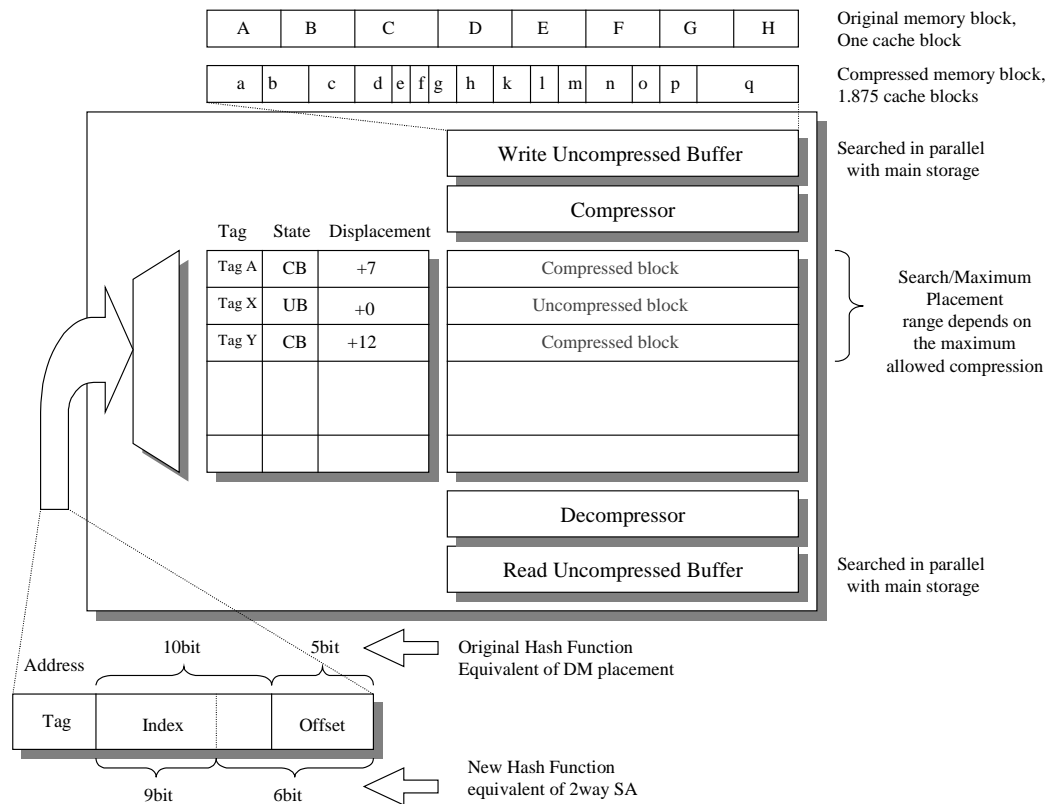 A B C D E F G H
Original memory block,
One cache block
a b c d e f g h k l m n o p q
Compressed memory block,
1.875 cache blocks
Write Uncompressed Buffer
Searched in parallel
with main storage
Compressor
Tag State Displacement
Tag A CB +7 Compressed block
Tag X UB +0 Uncompressed block
Tag Y CB +12 Compressed block
Search/Maximum
Placement
range depends on
the maximum
allowed compression
Decompressor
Read Uncompressed Buffer
Searched in parallel
with main storage
10bit 5bit
Original Hash Function
Equivalent of DM placement
Address
Tag Index Offset
9bit 6bit
New Hash Function
equivalent of 2way SA